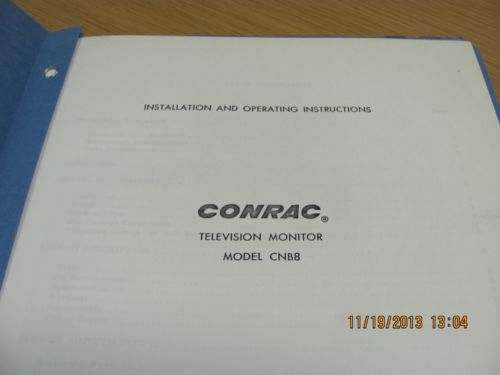 INSTALLATION AND OPERATING INSTRUCTIONS
CONRAC®
TELEVISION MONITOR
MODEL CNB8
11/19/2013 13:04